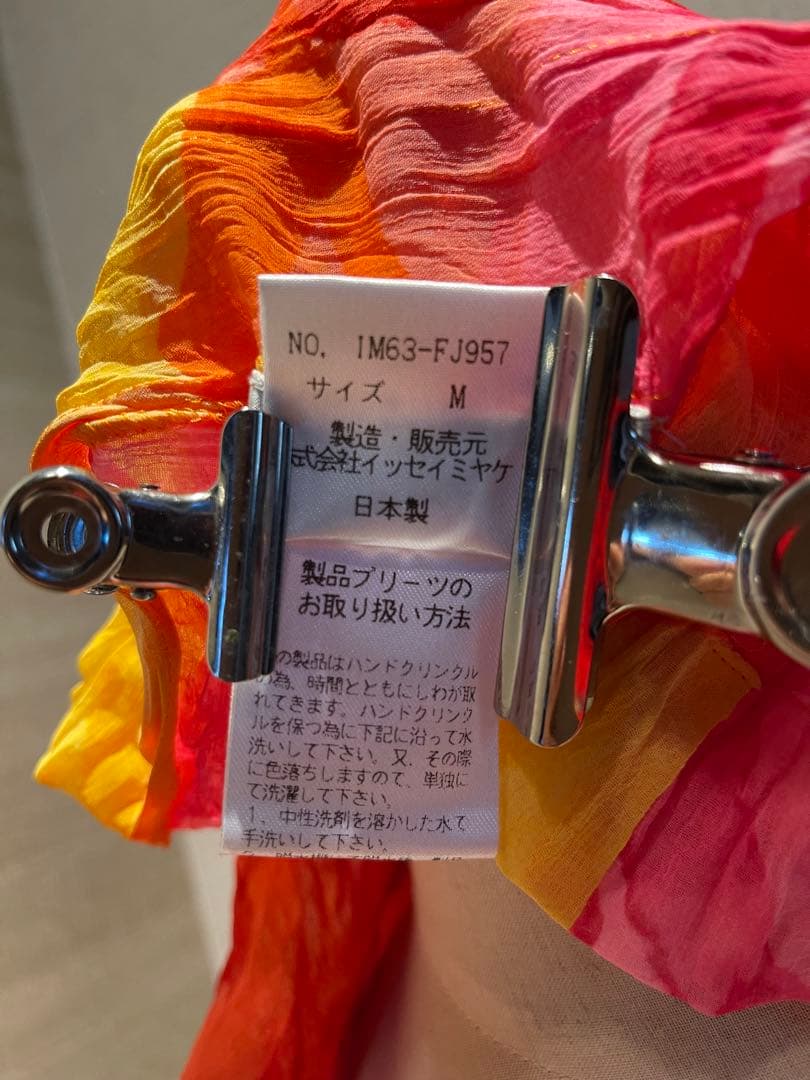 NO. IM63-FJ957
サイズ M
製造・販売元
式会社イッセイミヤケ
日本製
製品プリーツの
お取り扱い方法
の製品はハンドクリンクル
の為、時間とともにしわが取
れてきます。ハンドクリンク
ルを保つ為に下記に沿って水
洗いして下さい。又、その際
に色落ちしますので、単独に
て洗濯して下さい。
1、中性洗剤を溶かした水で
手洗いして下さい。